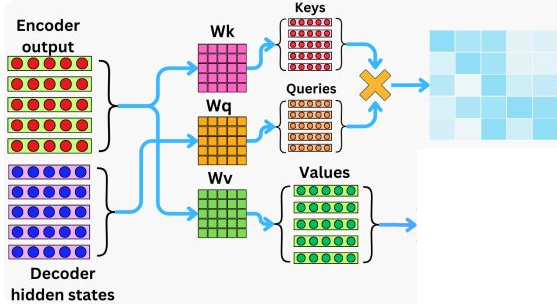 Encoder
output
Wk
Keys
Wq
Queries
Wv
Values
Decoder
hidden states